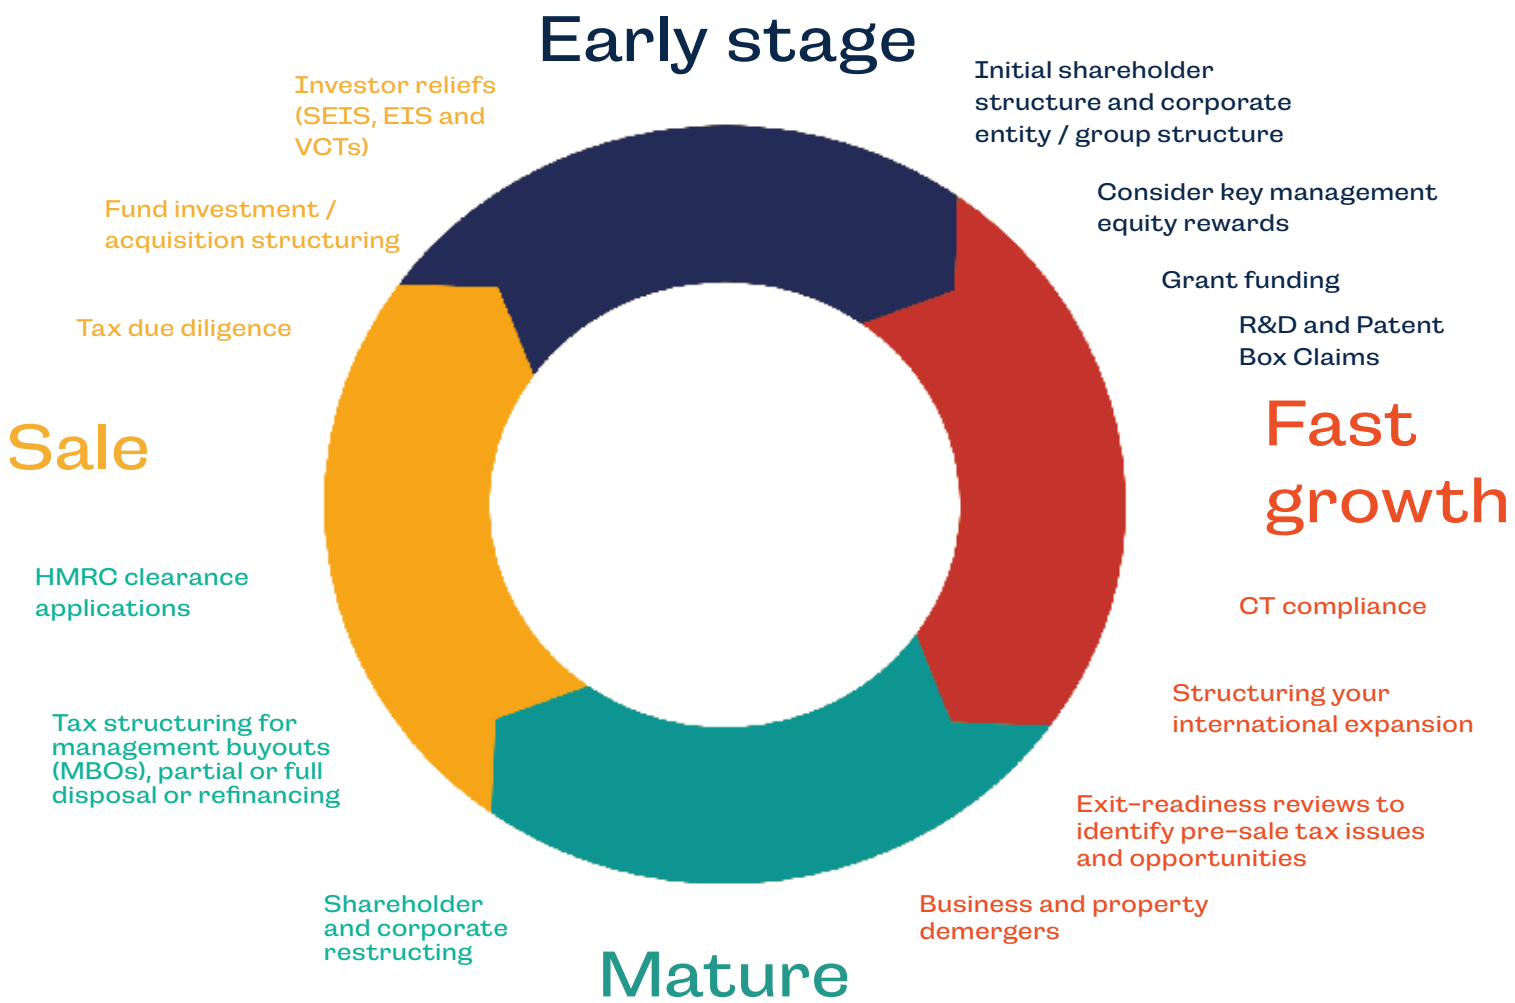 Early stage
Initial shareholder
structure and corporate
entity / group structure
Consider key management
equity rewards
Grant funding
R&D and Patent
Box Claims
Fast
growth
CT compliance
Structuring your
international expansion
Exit-readiness reviews to
identify pre-sale tax issues
and opportunities
Business and property
demergers
Mature
Shareholder
and corporate
restructing
Tax structuring for
management buyouts
(MBOs), partial or full
disposal or refinancing
HMRC clearance
applications
Sale
Tax due diligence
Fund investment /
acquisition structuring
Investor reliefs
(SEIS, EIS and
VCTs)